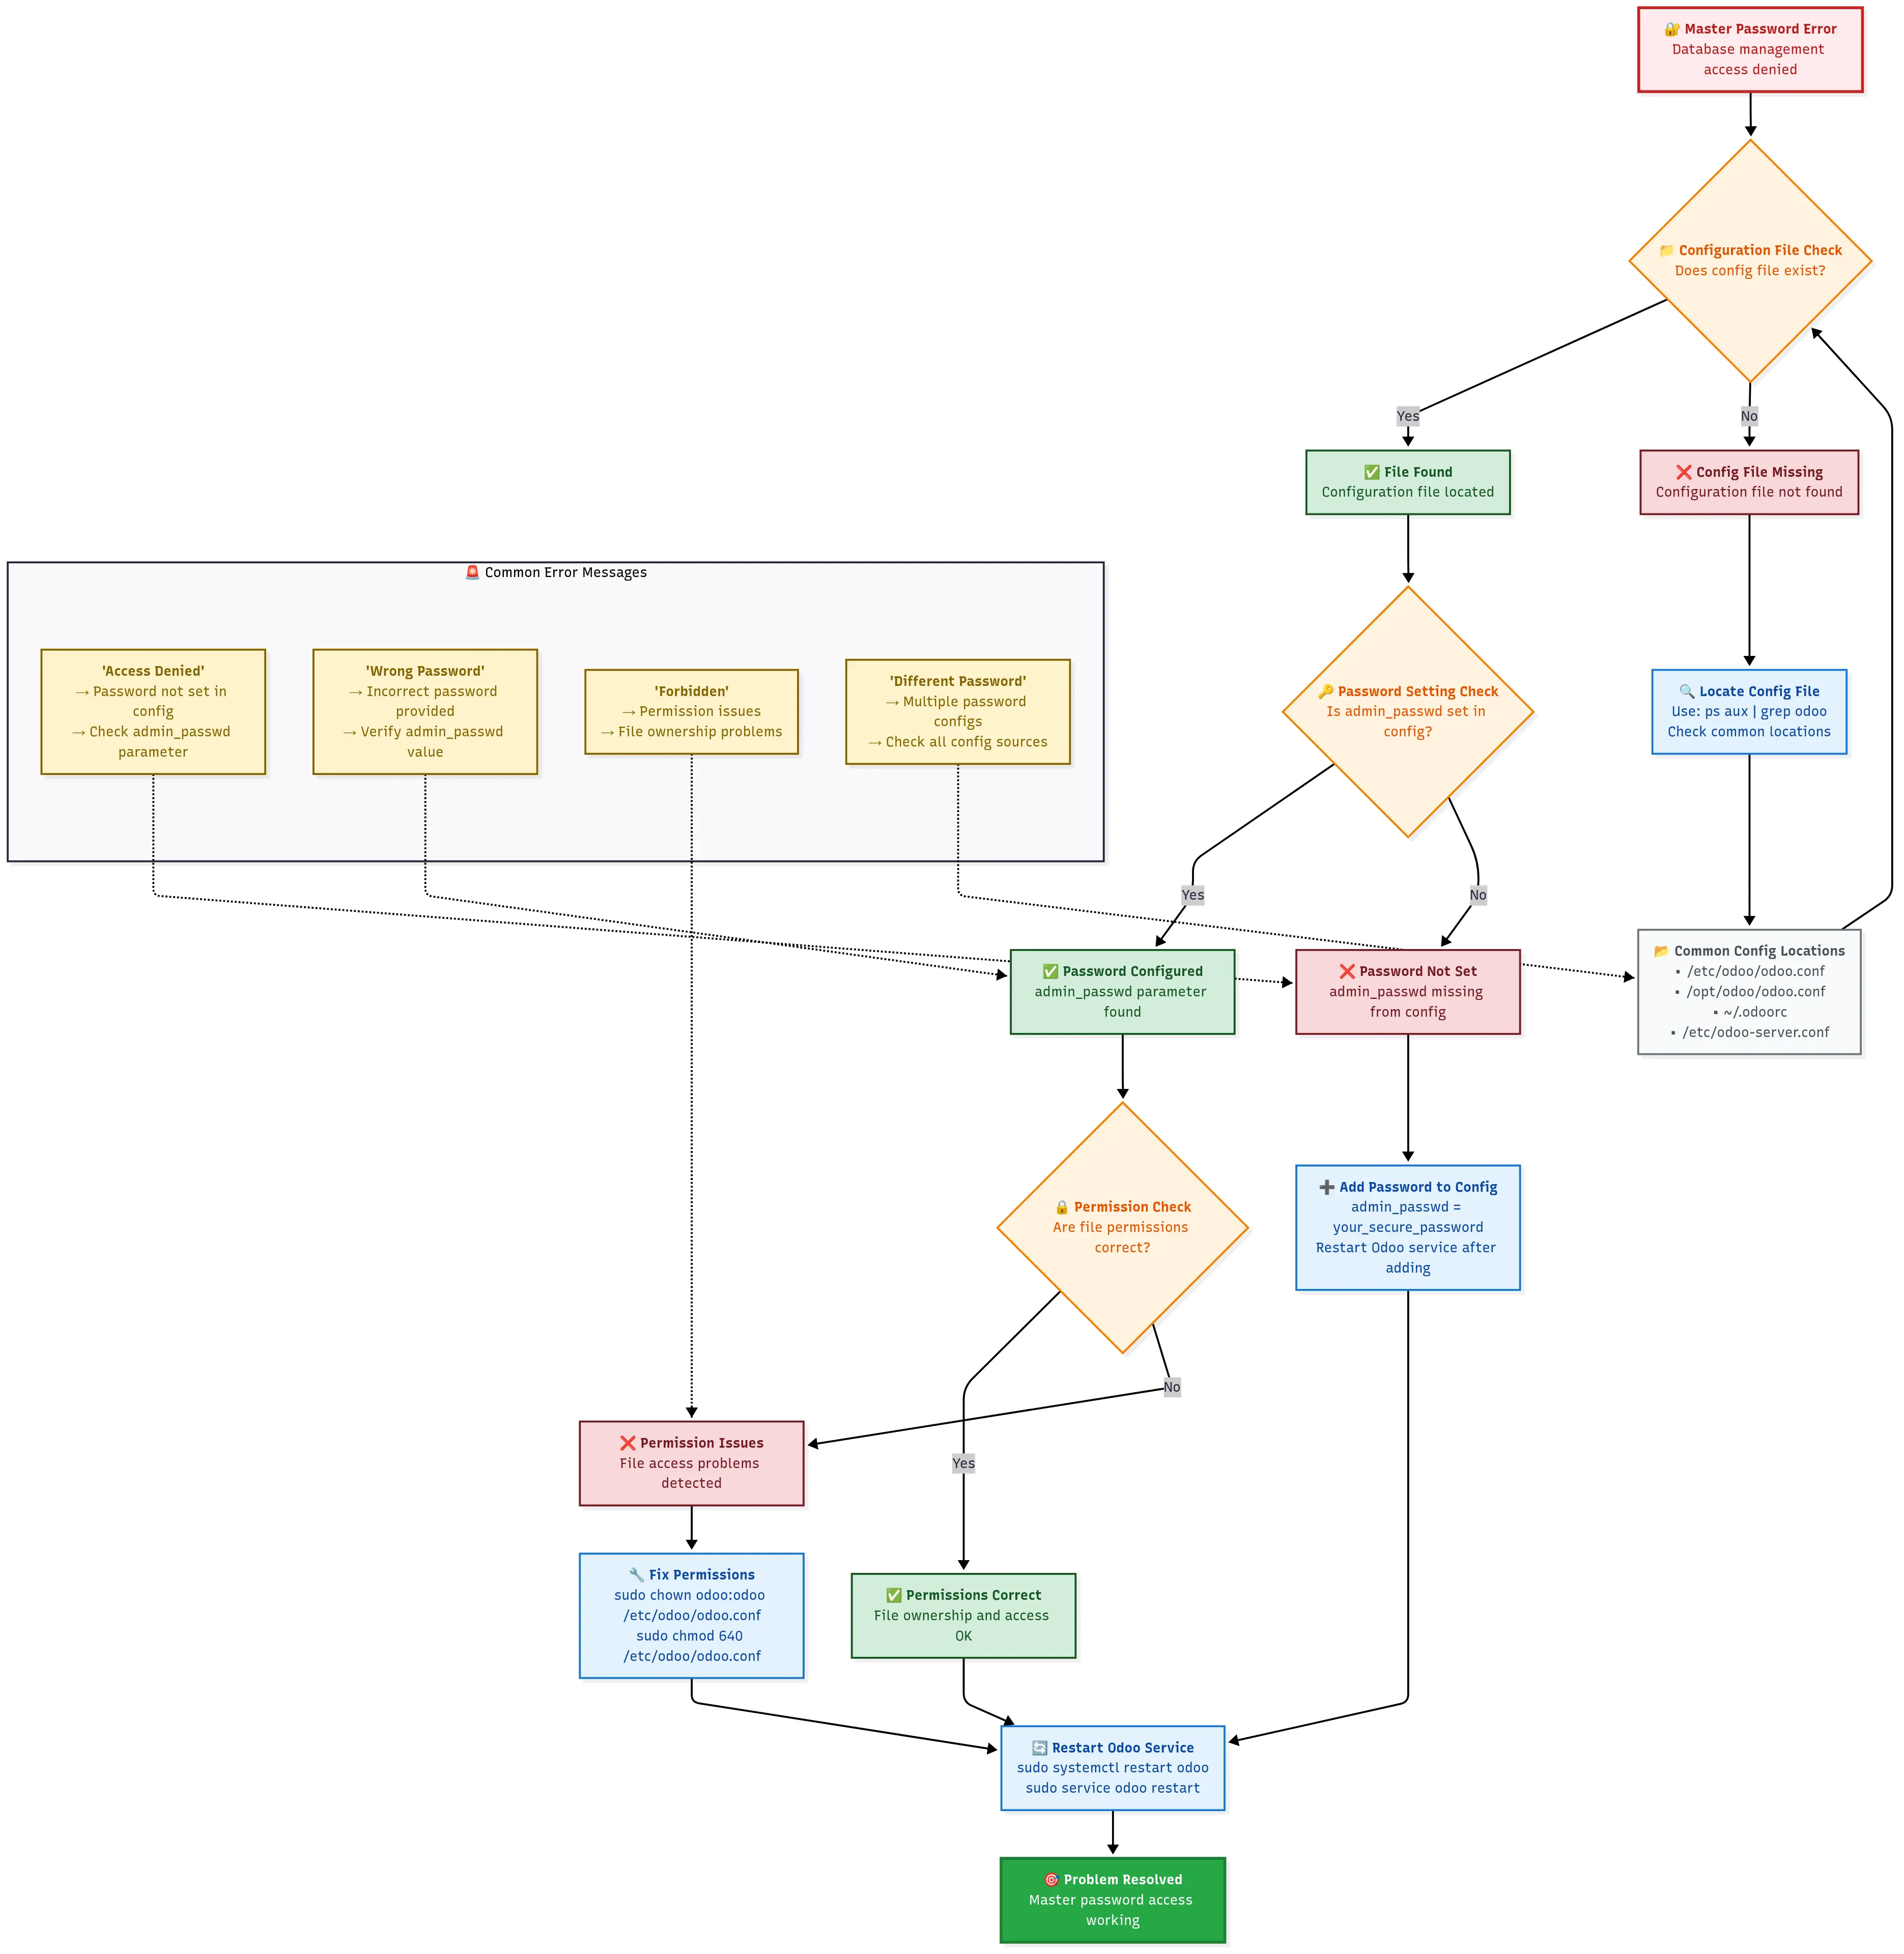 🔐 Master Password Error
Database management
access denied
📁 Configuration File Check
Does config file exist?
Yes
No
✅ File Found
Configuration file located
❌ Config File Missing
Configuration file not found
🚨 Common Error Messages
'Access Denied'
→ Password not set in
config
→ Check admin_passwd
parameter
'Wrong Password'
→ Incorrect password
provided
→ Verify admin_passwd
value
'Forbidden'
→ Permission issues
→ File ownership problems
'Different Password'
→ Multiple password
configs
→ Check all config sources
🔑 Password Setting Check
Is admin_passwd set in
config?
🔍 Locate Config File
Use: ps aux | grep odoo
Check common locations
Yes
No
✅ Password Configured
admin_passwd parameter
found
❌ Password Not Set
admin_passwd missing
from config
📂 Common Config Locations
▪ /etc/odoo/odoo.conf
▪ /opt/odoo/odoo.conf
▪ ~/.odoorc
▪ /etc/odoo-server.conf
🔒 Permission Check
Are file permissions
correct?
➕ Add Password to Config
admin_passwd =
your_secure_password
Restart Odoo service after
adding
No
Yes
❌ Permission Issues
File access problems
detected
🔧 Fix Permissions
sudo chown odoo:odoo
/etc/odoo/odoo.conf
sudo chmod 640
/etc/odoo/odoo.conf
✅ Permissions Correct
File ownership and access
OK
🔄 Restart Odoo Service
sudo systemctl restart odoo
sudo service odoo restart
🎯 Problem Resolved
Master password access
working